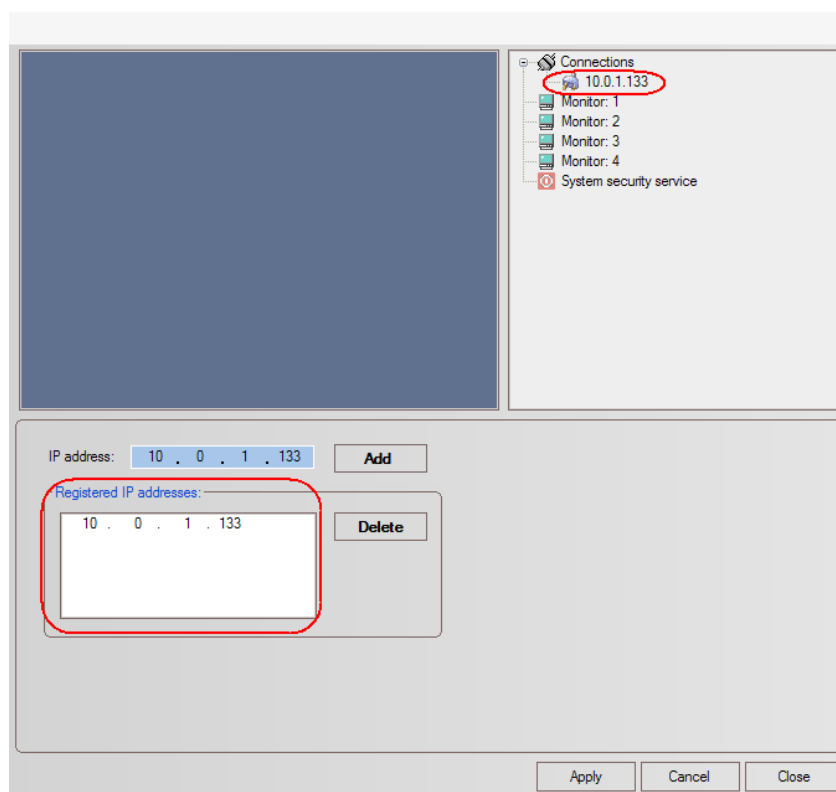 Connections
10.0.1.133
Monitor: 1
Monitor: 2
Monitor: 3
Monitor: 4
System security service
IP address: 10 . 0 . 1 . 133 Add
Registered IP addresses:
10 . 0 . 1 . 133 Delete
Apply Cancel Close